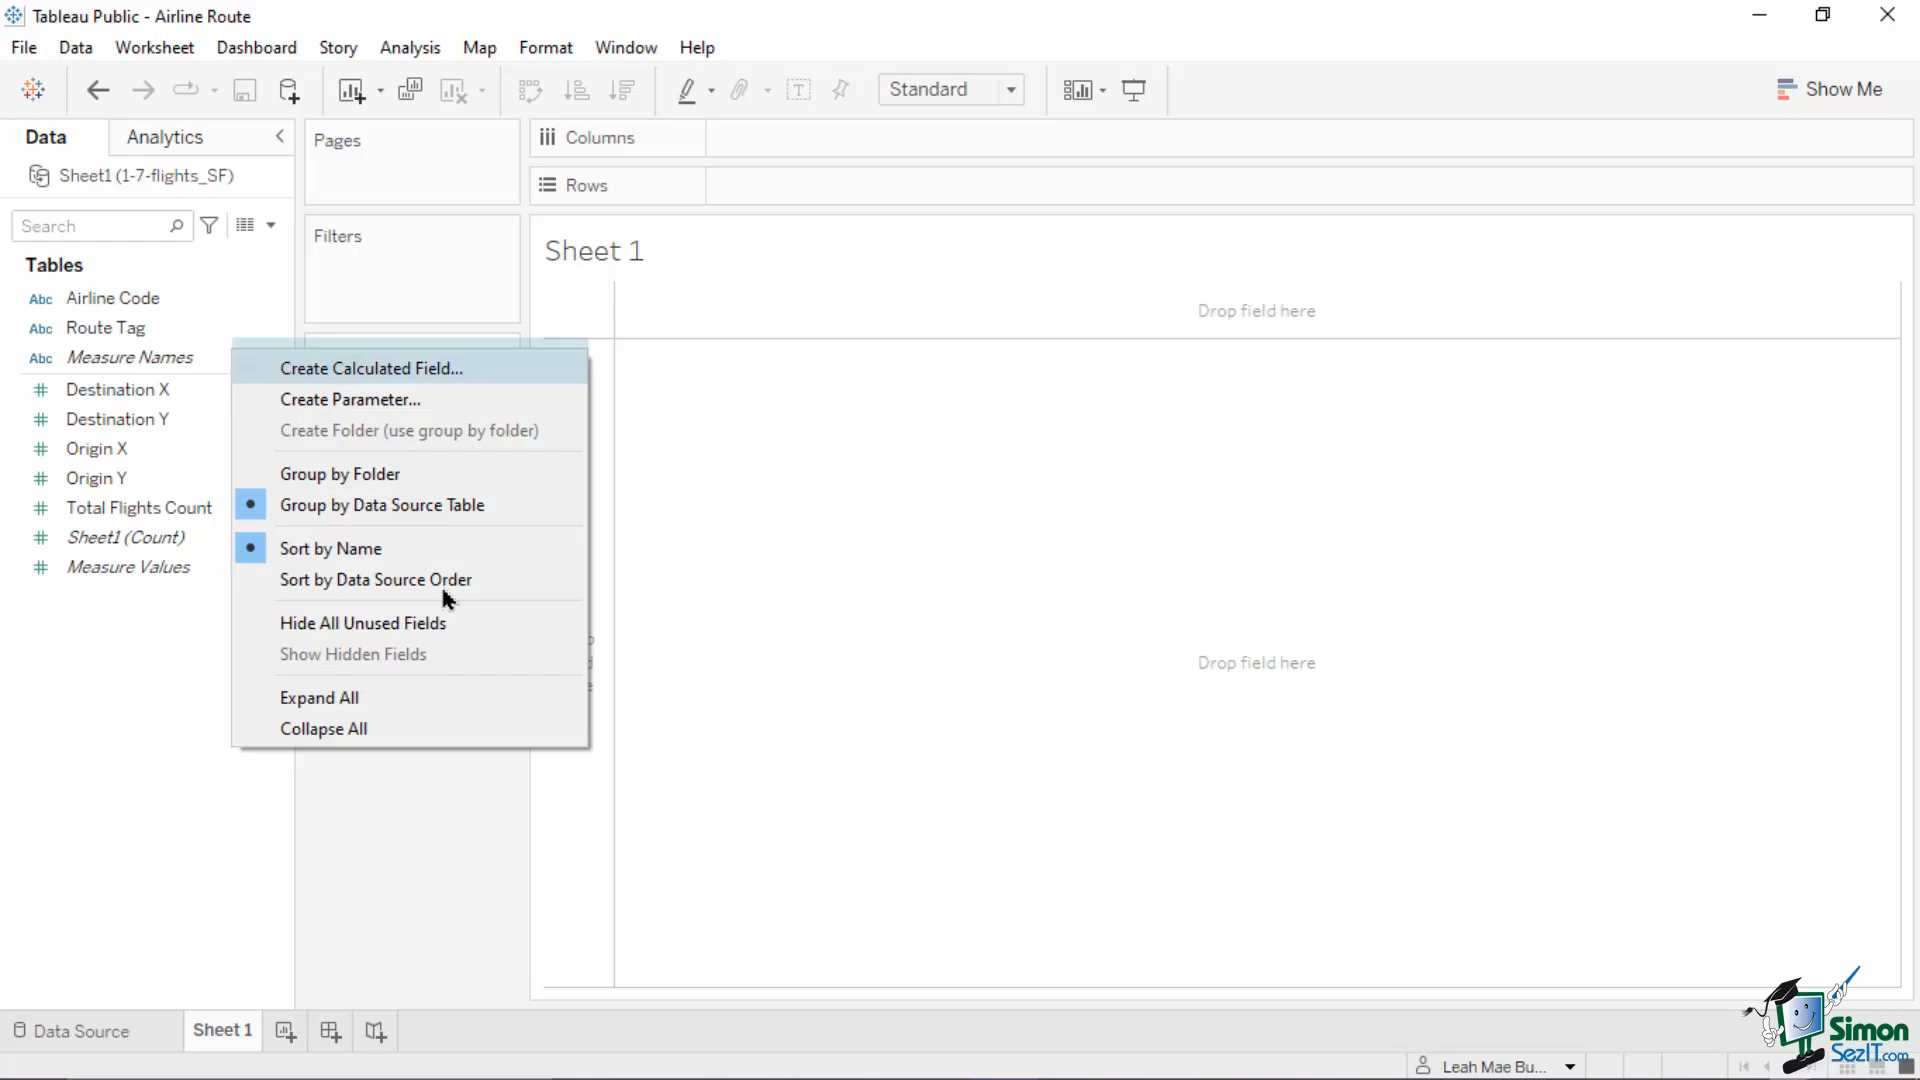 Tableau Public - Airline Route
File Data Worksheet Dashboard Story Analysis Map Format Window Help
Standard
Show Me
Data Analytics
Sheet1 (1-7-flights_SF)
Search
Tables
Abc Airline Code
Abc Route Tag
Abc Measure Names
Destination X
Destination Y
Origin X
Origin Y
Total Flights Count
Sheet1 (Count)
Measure Values
Create Calculated Field...
Create Parameter...
Create Folder (use group by folder)
Group by Folder
Group by Data Source Table
Sort by Name
Sort by Data Source Order
Hide All Unused Fields
Show Hidden Fields
Expand All
Collapse All
Pages
Filters
Columns
Rows
Sheet 1
Drop field here
Drop field here
Data Source Sheet 1
Leah Mae Bu...
Simon
SezIT.com